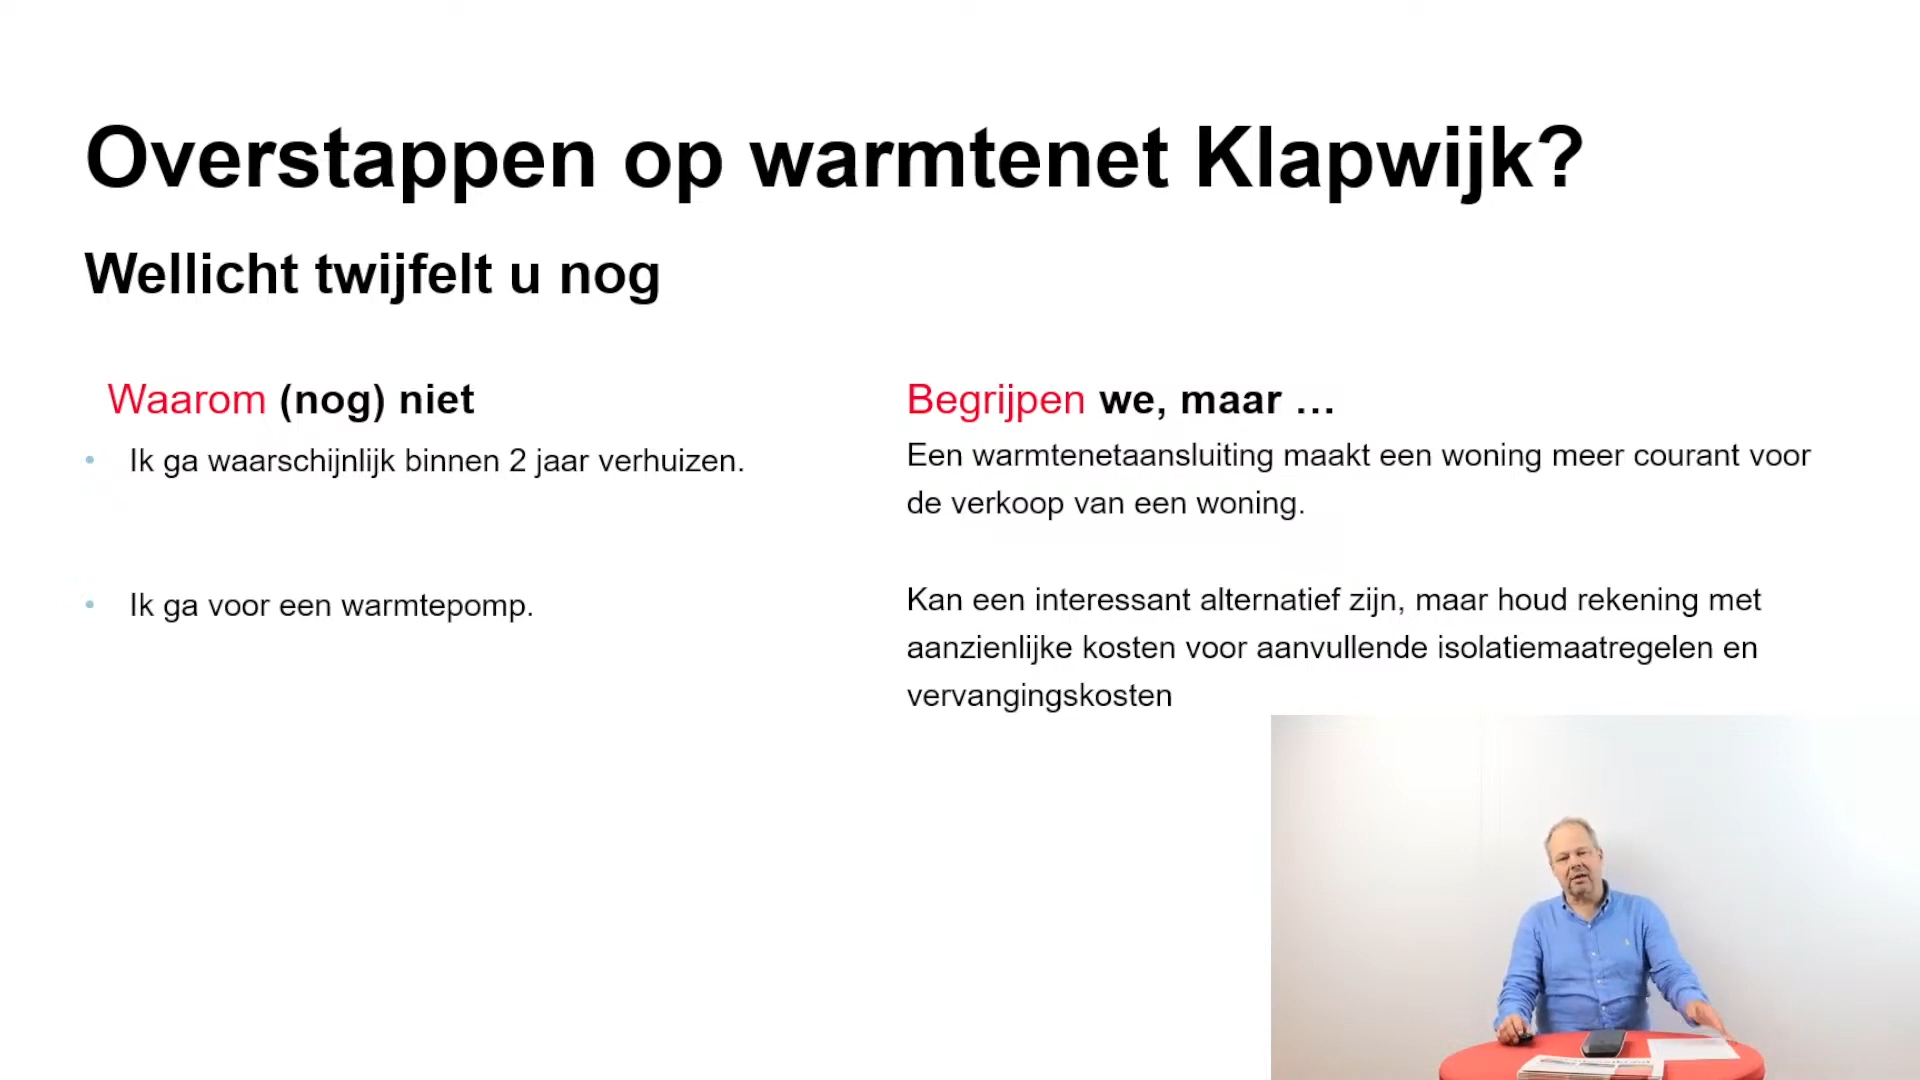 Overstappen op warmtenet Klapwijk?
Wellicht twijfelt u nog
Waarom (nog) niet
• Ik ga waarschijnlijk binnen 2 jaar verhuizen.
• Ik ga voor een warmtepomp.
Begrijpen we, maar ...
Een warmtenetaansluiting maakt een woning meer courant voor
de verkoop van een woning.
Kan een interessant alternatief zijn, maar houd rekening met
aanzienlijke kosten voor aanvullende isolatiemaatregelen en
vervangingskosten